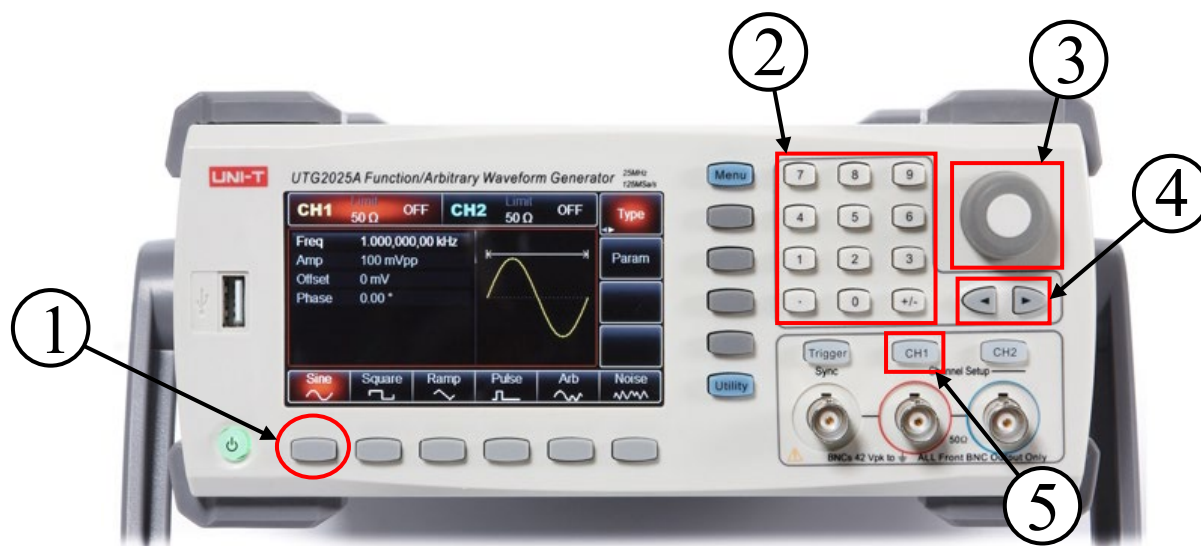 2
3
4
1
5
UNI-T
UTG2025A Function/Arbitrary Waveform Generator
25MHz
125MSa/s
CH1 Limit 50 Ω OFF CH2 Limit 50 Ω OFF
Type
Freq 1.000,000,00 kHz
Amp 100 mVpp
Offset 0 mV
Phase 0.00 °
Param
Sine Square Ramp Pulse Arb Noise
Menu
Utility
7 8 9
4 5 6
1 2 3
. 0 +/-
Trigger CH1 CH2
Sync Channel Setup
50Ω
BNCs 42 Vpk to ⏚ ALL Front BNC Output Only